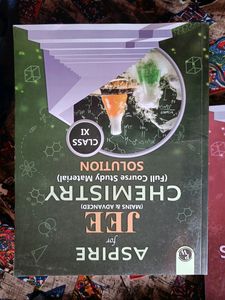 ASPIRE
for
JEE
(MAINS & ADVANCED)
CHEMISTRY
(Full Course Study Material)
SOLUTION
CLASS
XI